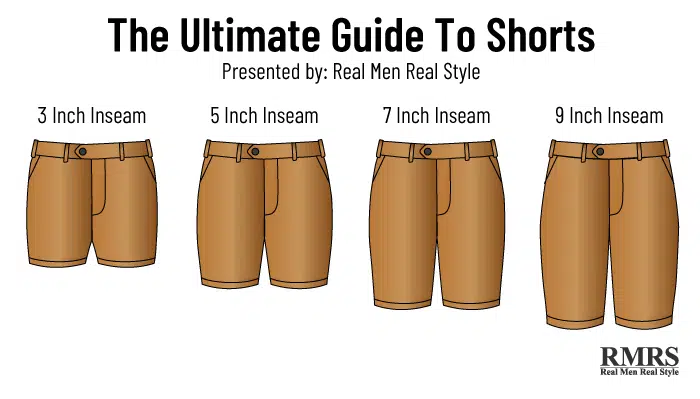 The Ultimate Guide To Shorts
Presented by: Real Men Real Style
3 Inch Inseam
5 Inch Inseam
7 Inch Inseam
9 Inch Inseam
RMRS
Real Men Real Style